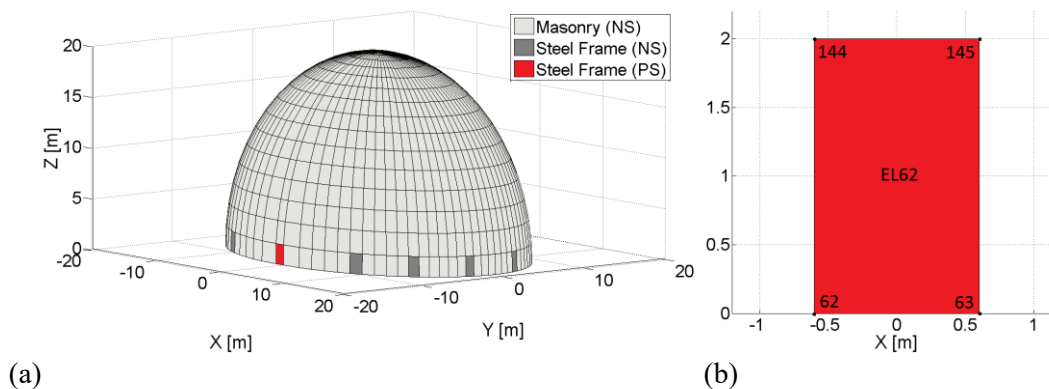 20
15
10
5
0
Z [m]
-20
-10
0
10
20
X [m]
-20
-10
0
10
20
Y [m]
Masonry (NS)
Steel Frame (NS)
Steel Frame (PS)
(a)
2
1.5
1
0.5
0
144 145
EL62
62 63
-1 -0.5 0 0.5 1
X [m]
(b)